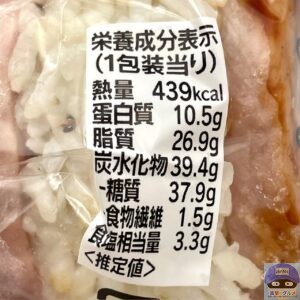 栄養成分表示
(1包装当り)
熱量 439kcal
蛋白質 10.5g
脂質 26.9g
炭水化物 39.4g
-糖質 37.9g
食物繊維 1.5g
食塩相当量 3.3g
<推定値>